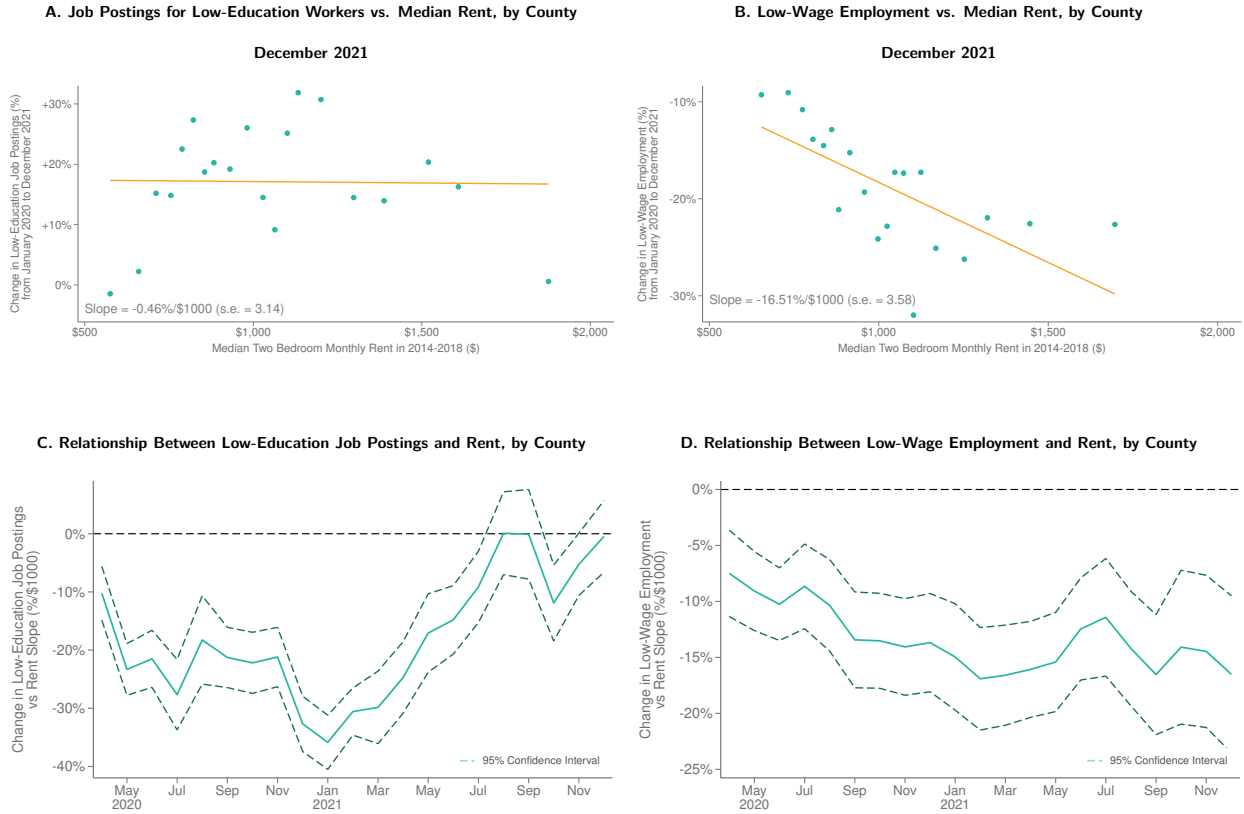 A. Job Postings for Low-Education Workers vs. Median Rent, by County
December 2021
Change in Low-Education Job Postings (%)
from January 2020 to December 2021
+30%
+20%
+10%
0%
Slope = -0.46%/$1000 (s.e. = 3.14)
$500
$1,000
$1,500
$2,000
Median Two Bedroom Monthly Rent in 2014-2018 ($)
B. Low-Wage Employment vs. Median Rent, by County
December 2021
Change in Low-Wage Employment (%)
from January 2020 to December 2021
-10%
-20%
-30%
Slope = -16.51%/$1000 (s.e. = 3.58)
$500
$1,000
$1,500
$2,000
Median Two Bedroom Monthly Rent in 2014-2018 ($)
C. Relationship Between Low-Education Job Postings and Rent, by County
Change in Low-Education Job Postings
vs Rent Slope (%/$1000)
0%
-10%
-20%
-30%
-40%
95% Confidence Interval
May
2020
Jul
Sep
Nov
Jan
2021
Mar
May
Jul
Sep
Nov
D. Relationship Between Low-Wage Employment and Rent, by County
Change in Low-Wage Employment
vs Rent Slope (%/$1000)
0%
-5%
-10%
-15%
-20%
-25%
95% Confidence Interval
May
2020
Jul
Sep
Nov
Jan
2021
Mar
May
Jul
Sep
Nov